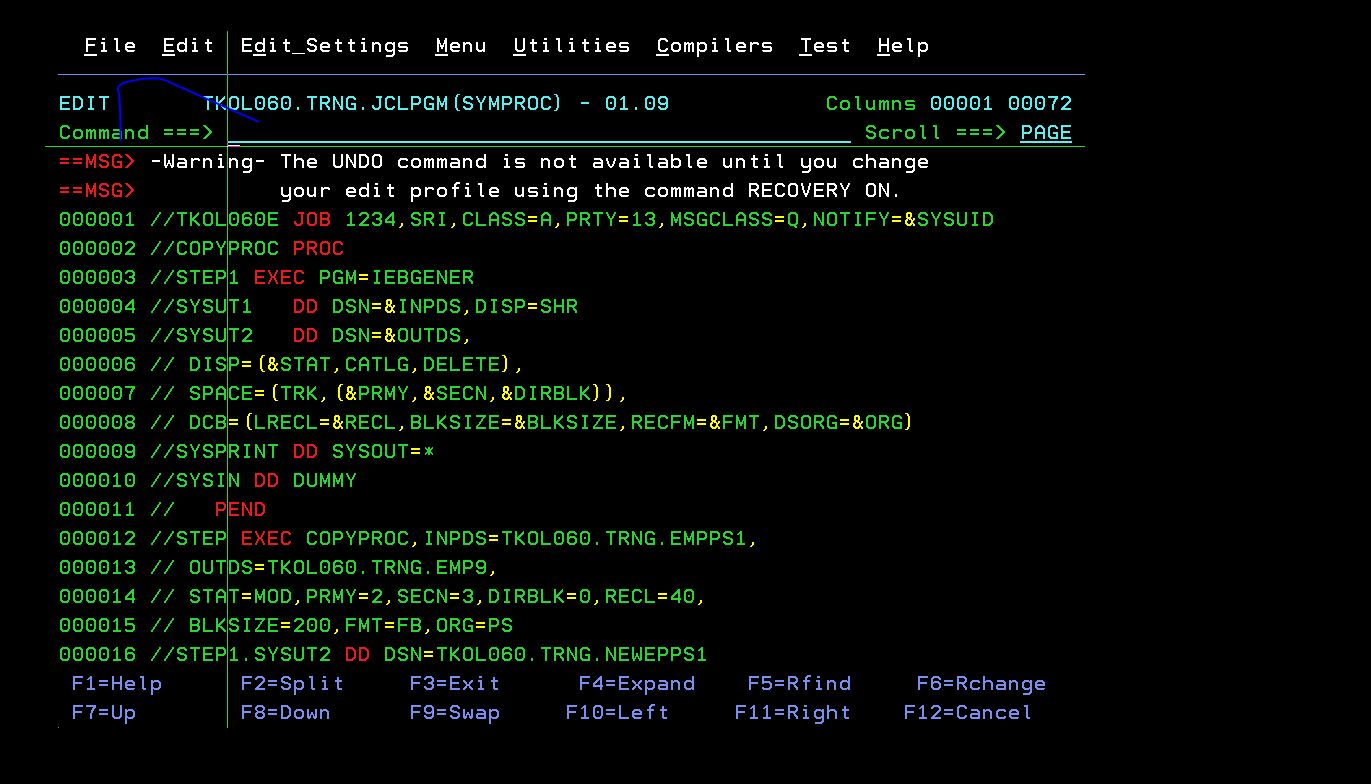 File  Edit  Edit_Settings  Menu  Utilities  Compilers  Test  Help
EDIT       TKOL060.TRNG.JCLPGM(SYMPROC) - 01.09            Columns 00001 00072
Command ===>                                                  Scroll ===> PAGE
==MSG> -Warning- The UNDO command is not available until you change
==MSG>           your edit profile using the command RECOVERY ON.
000001 //TKOL060E JOB 1234,SRI,CLASS=A,PRTY=13,MSGCLASS=Q,NOTIFY=&SYSUID
000002 //COPYPROC PROC
000003 //STEP1 EXEC PGM=IEBGENER
000004 //SYSUT1   DD DSN=&INPDS,DISP=SHR
000005 //SYSUT2   DD DSN=&OUTDS,
000006 // DISP=(&STAT,CATLG,DELETE),
000007 // SPACE=(TRK,(&PRMY,&SECN,&DIRBLK)),
000008 // DCB=(LRECL=&RECL,BLKSIZE=&BLKSIZE,RECFM=&FMT,DSORG=&ORG)
000009 //SYSPRINT DD SYSOUT=*
000010 //SYSIN DD DUMMY
000011 //   PEND
000012 //STEP EXEC COPYPROC,INPDS=TKOL060.TRNG.EMPPS1,
000013 // OUTDS=TKOL060.TRNG.EMP9,
000014 // STAT=MOD,PRMY=2,SECN=3,DIRBLK=0,RECL=40,
000015 // BLKSIZE=200,FMT=FB,ORG=PS
000016 //STEP1.SYSUT2 DD DSN=TKOL060.TRNG.NEWEPPS1
F1=Help      F2=Split     F3=Exit      F4=Expand    F5=Rfind     F6=Rchange
F7=Up        F8=Down      F9=Swap     F10=Left     F11=Right    F12=Cancel